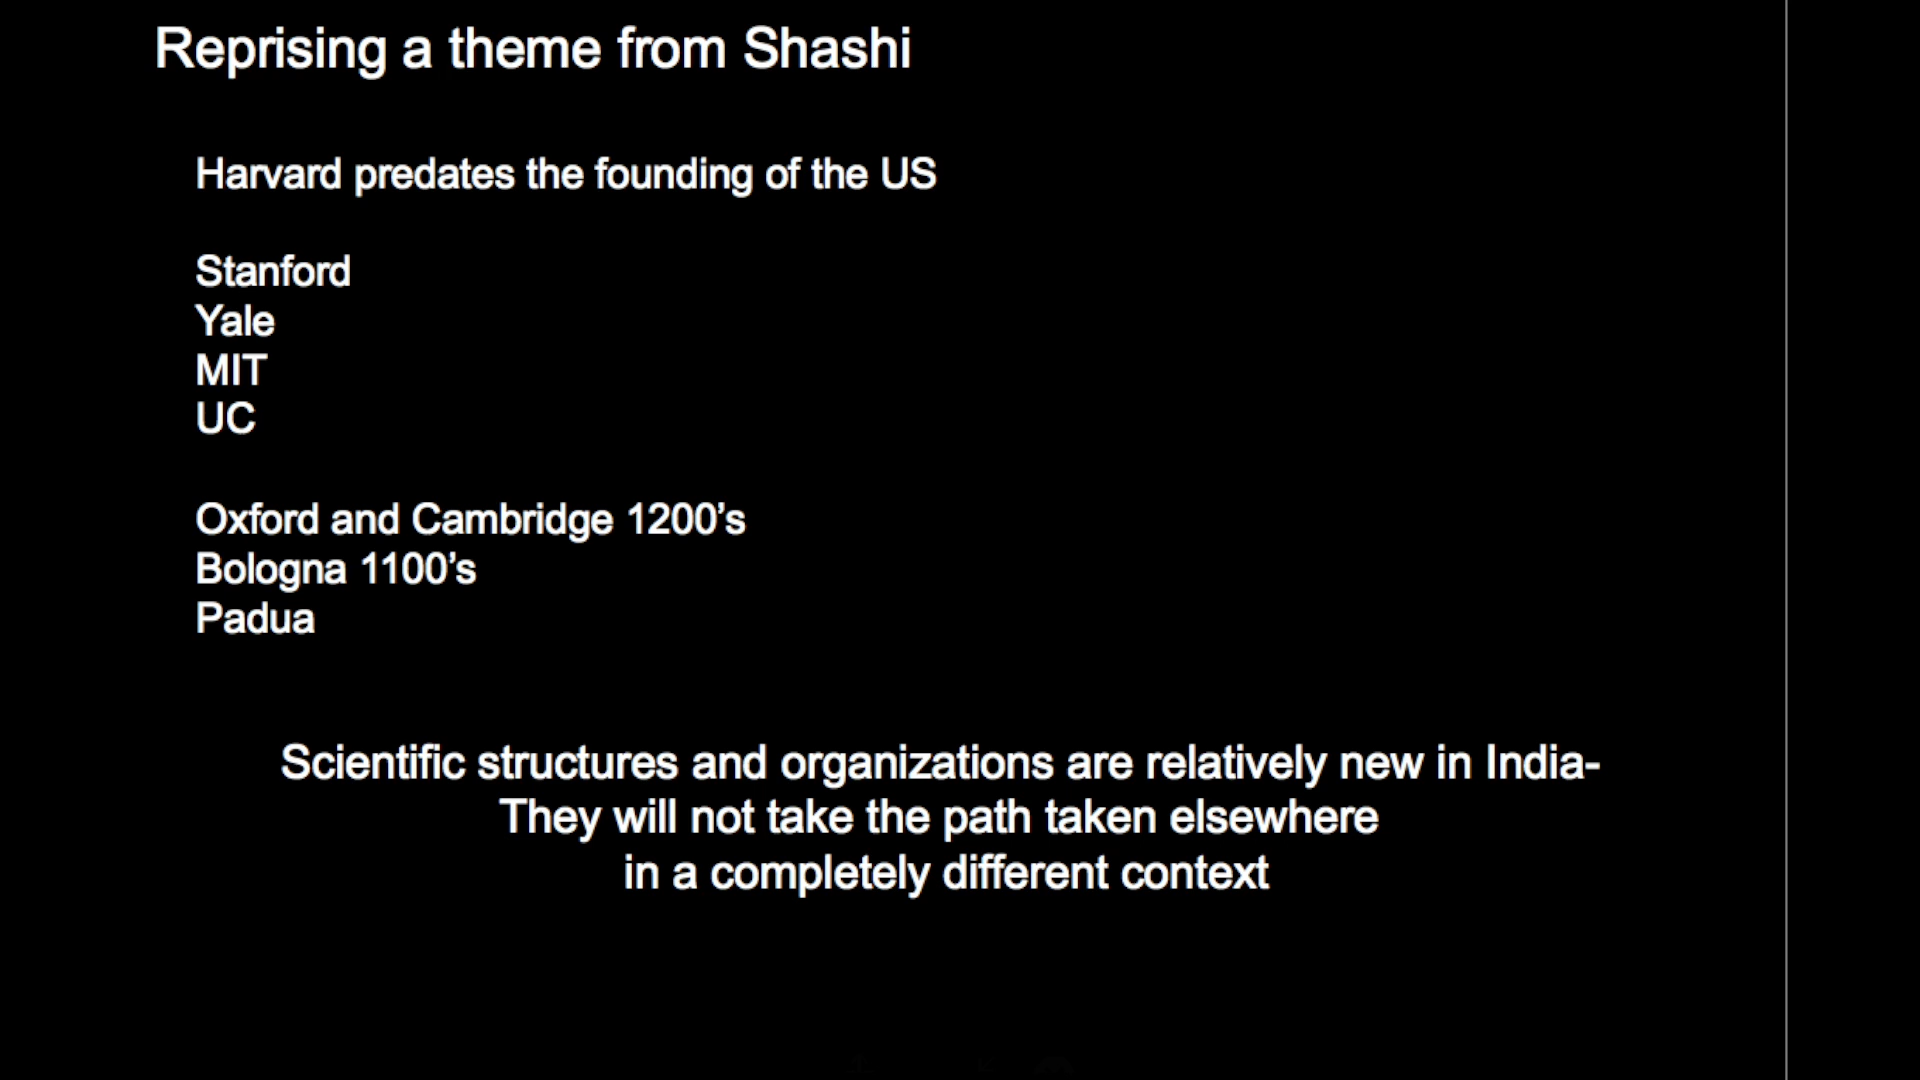 Reprising a theme from Shashi
Harvard predates the founding of the US
Stanford
Yale
MIT
UC
Oxford and Cambridge 1200’s
Bologna 1100’s
Padua
Scientific structures and organizations are relatively new in India-
They will not take the path taken elsewhere
in a completely different context